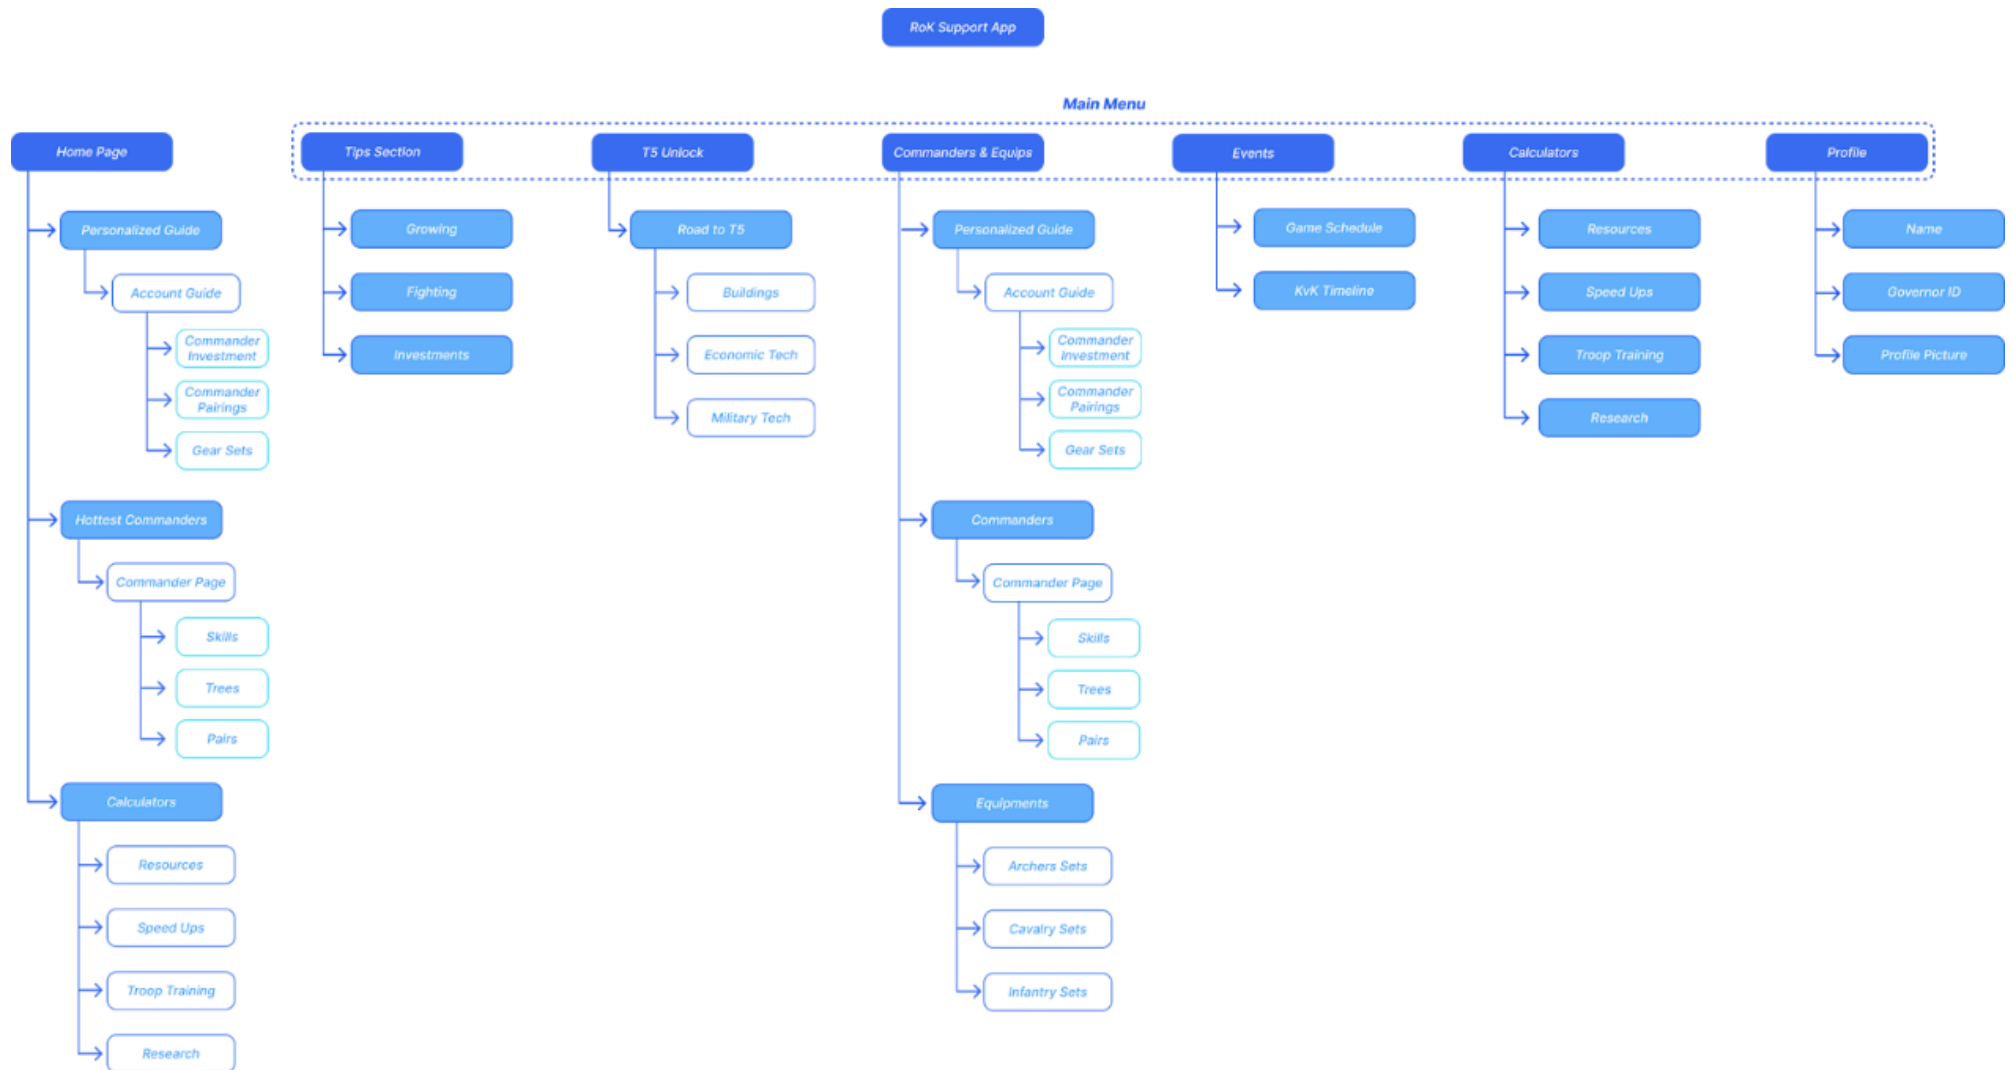 RoK Support App
Main Menu
Home Page
Tips Section
T5 Unlock
Commanders & Equips
Events
Calculators
Profile
Personalized Guide
Account Guide
Commander
Investment
Commander
Pairings
Gear Sets
Hottest Commanders
Commander Page
Skills
Trees
Pairs
Calculators
Resources
Speed Ups
Troop Training
Research
Growing
Fighting
Investments
Road to T5
Buildings
Economic Tech
Military Tech
Personalized Guide
Account Guide
Commander
Investment
Commander
Pairings
Gear Sets
Commanders
Commander Page
Skills
Trees
Pairs
Equipments
Archers Sets
Cavalry Sets
Infantry Sets
Game Schedule
KvK Timeline
Resources
Speed Ups
Troop Training
Research
Name
Governor ID
Profile Picture